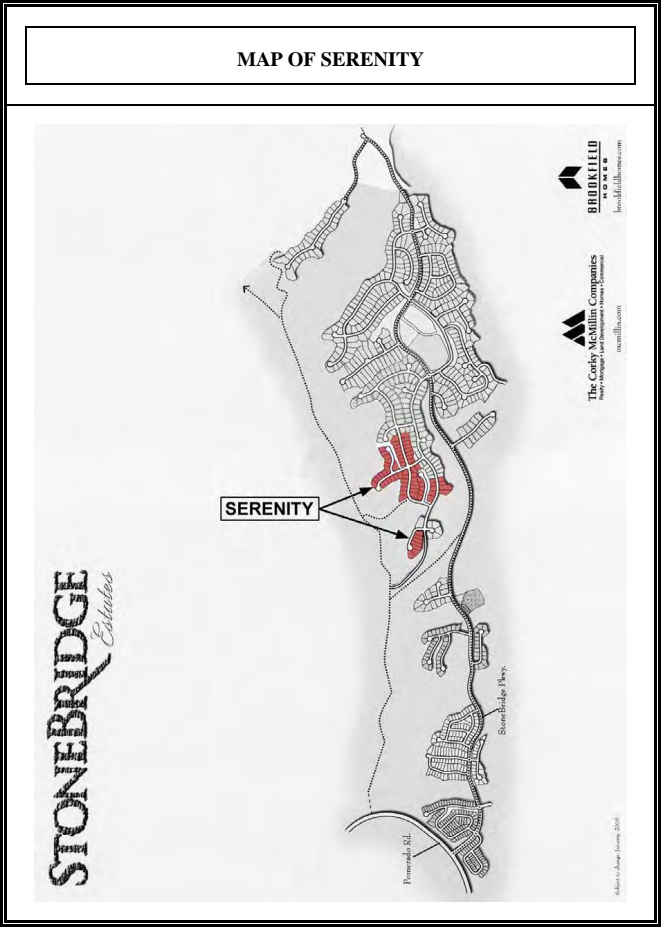 MAP OF SERENITY
BROOKFIELD
HOMES
brookfieldhomes.com
The Corky McMillin Companies
Realty • Mortgage • Land Development • Homes • Commercial
mcmillin.com
SERENITY
STONEBRIDGE
Estates
StoneBridge Pkwy.
Pomerado Rd.
Subject to change January, 2005